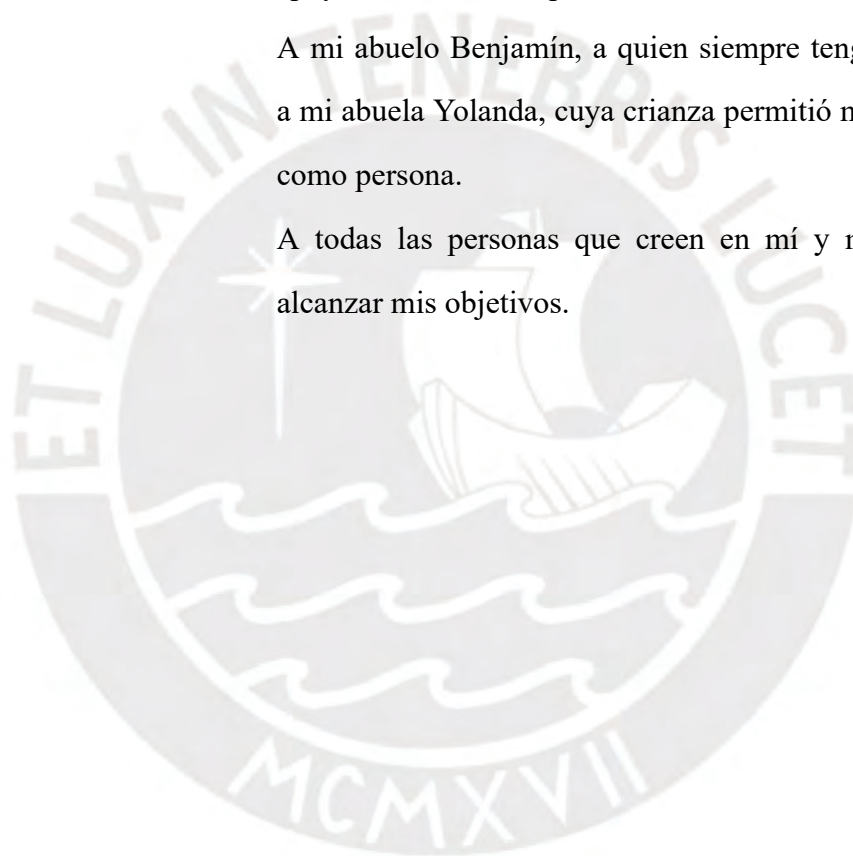 A mi abuelo Benjamín, a quien siempre
a mi abuela Yolanda, cuya crianza permitió
como persona.
A todas las personas que creen en mí y
alcanzar mis objetivos.
ET LUX IN TENEBRIS LUCET
MCMXVII